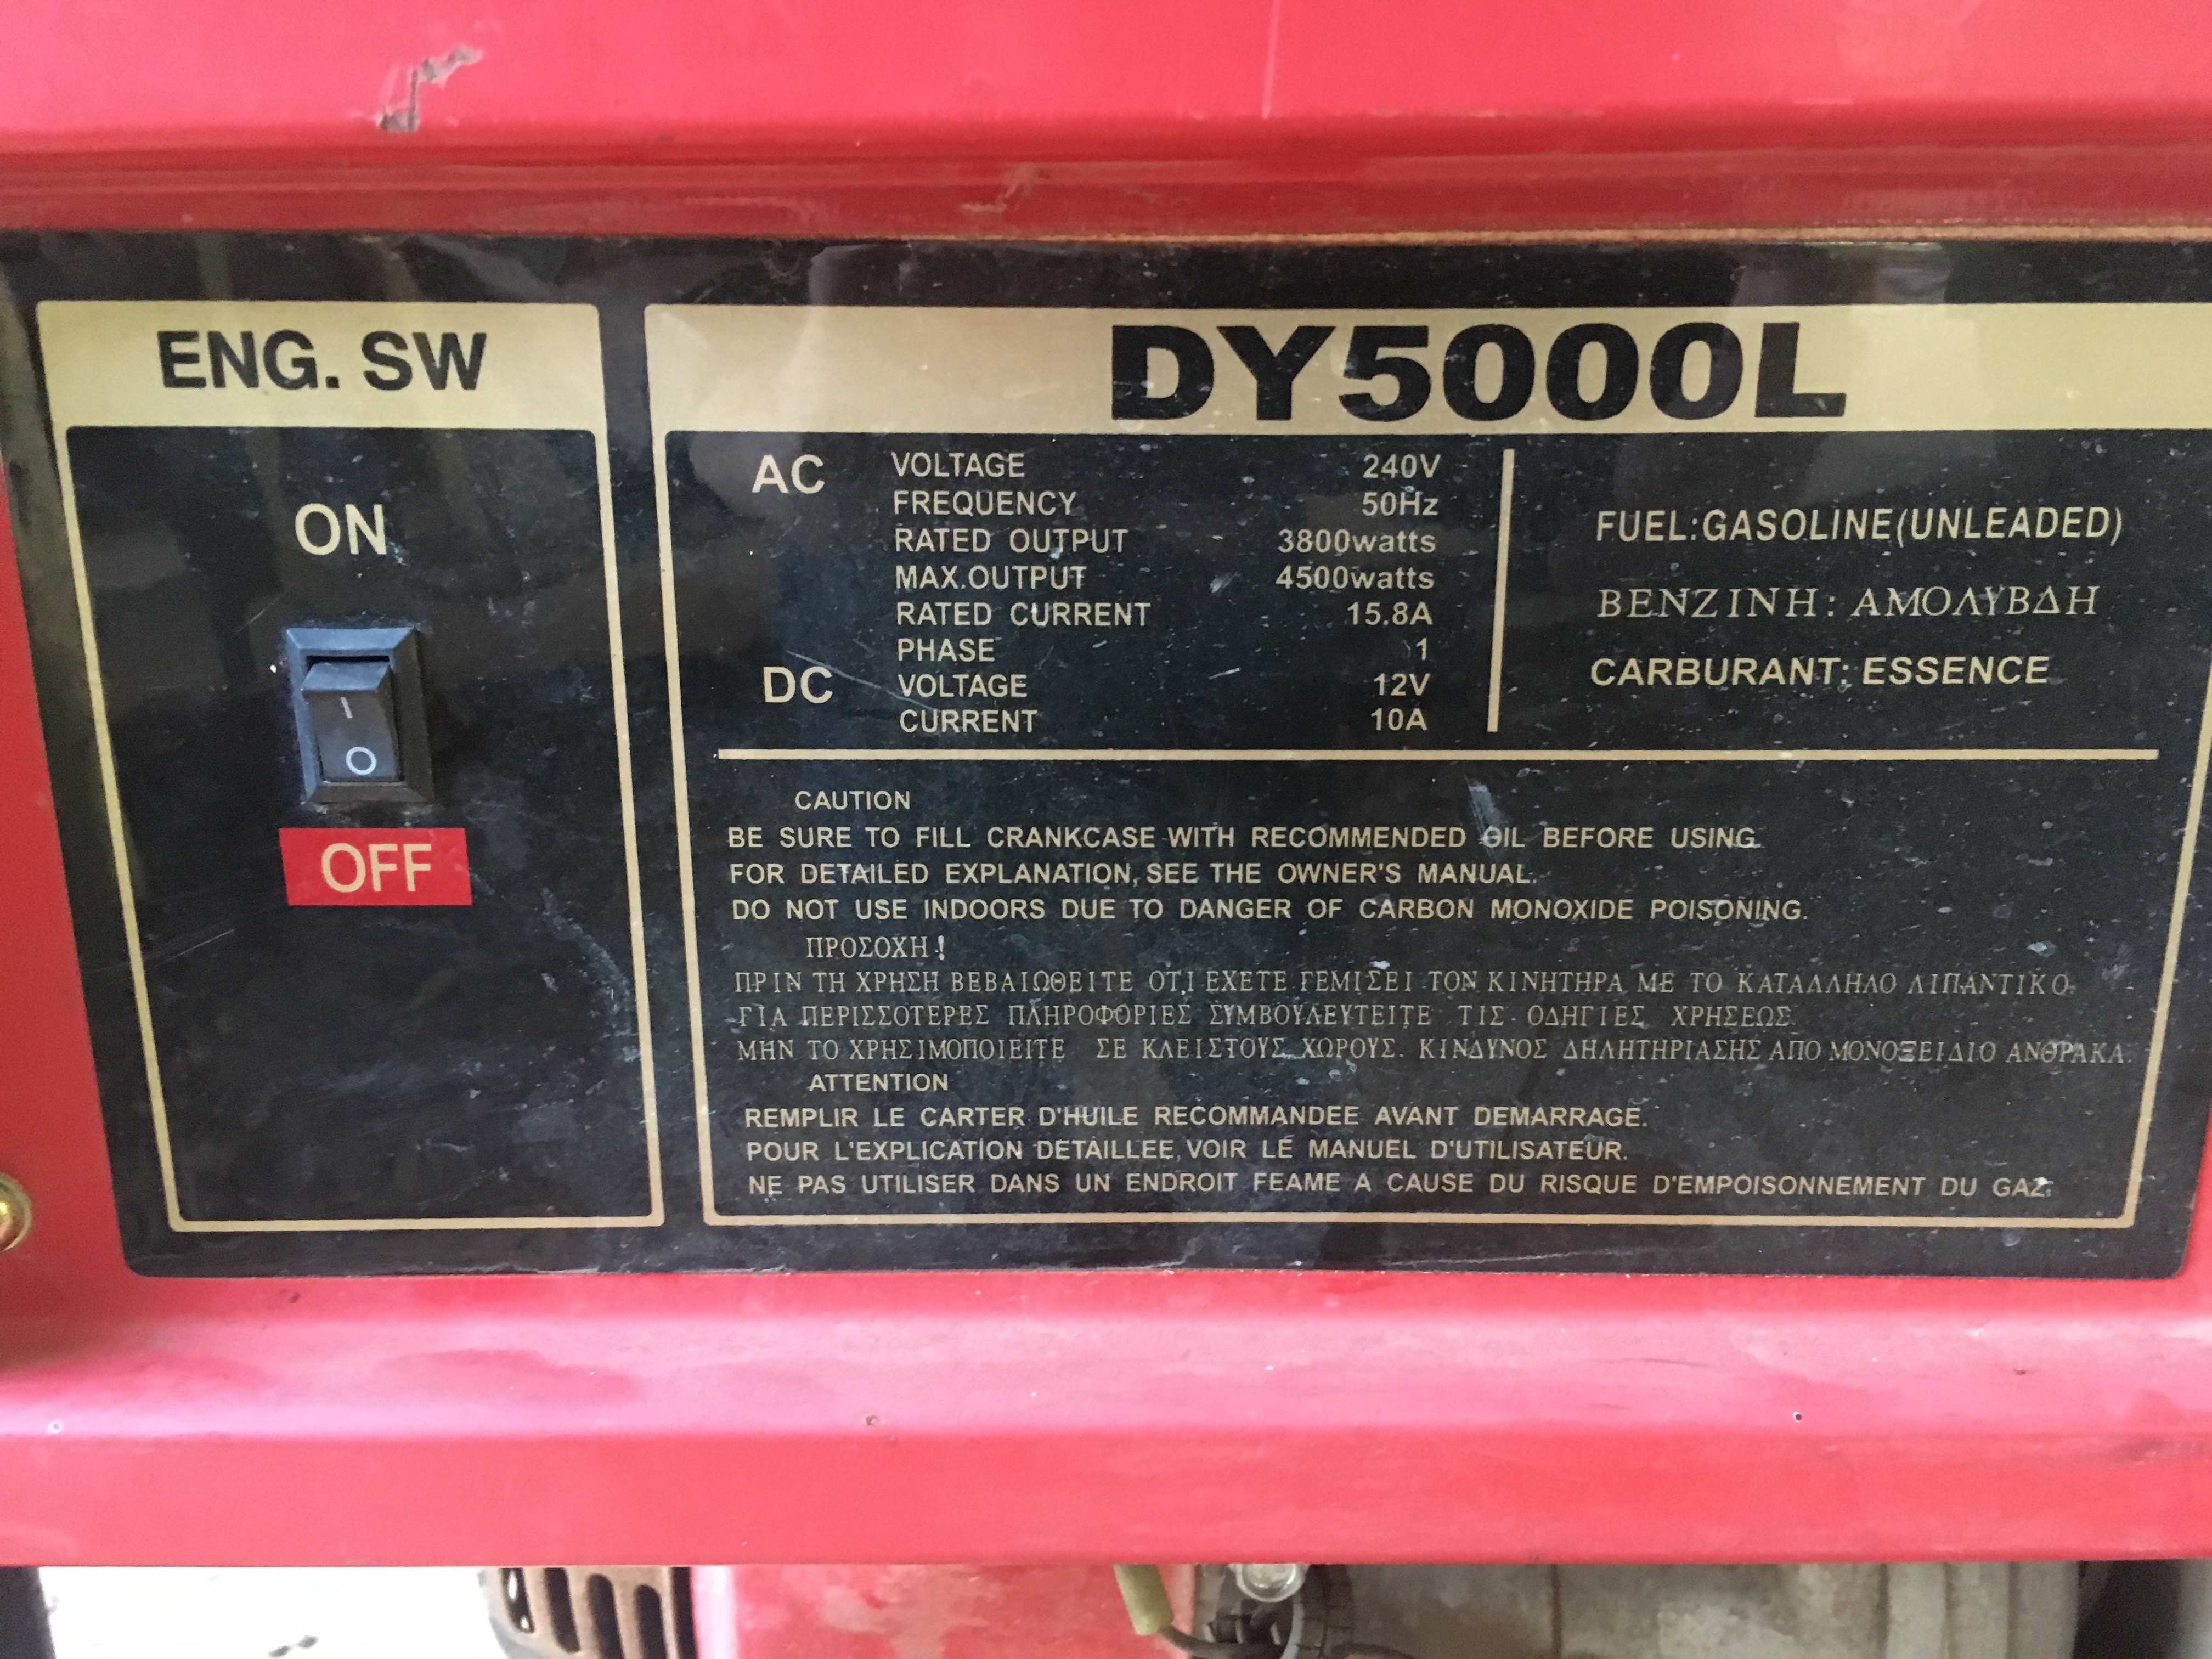 ENG. SW
ON
I
O
OFF
DY5000L
AC VOLTAGE 240V
FREQUENCY 50Hz
RATED OUTPUT 3800watts
MAX.OUTPUT 4500watts
RATED CURRENT 15.8A
PHASE 1
DC VOLTAGE 12V
CURRENT 10A
FUEL:GASOLINE(UNLEADED)
ΒΕΝΖΙΝΗ: ΑΜΟΛΥΒΔΗ
CARBURANT: ESSENCE
CAUTION
BE SURE TO FILL CRANKCASE WITH RECOMMENDED OIL BEFORE USING.
FOR DETAILED EXPLANATION, SEE THE OWNER'S MANUAL.
DO NOT USE INDOORS DUE TO DANGER OF CARBON MONOXIDE POISONING.
ΠΡΟΣΟΧΗ!
ΠΡΙΝ ΤΗ ΧΡΗΣΗ ΒΕΒΑΙΩΘΕΙΤΕ ΟΤΙ ΕΧΕΤΕ ΓΕΜΙΣΕΙ ΤΟΝ ΚΙΝΗΤΗΡΑ ΜΕ ΤΟ ΚΑΤΑΛΛΗΛΟ ΛΙΠΑΝΤΙΚΟ.
ΓΙΑ ΠΕΡΙΣΣΟΤΕΡΕΣ ΠΛΗΡΟΦΟΡΙΕΣ ΣΥΜΒΟΥΛΕΥΤΕΙΤΕ ΤΙΣ ΟΔΗΓΙΕΣ ΧΡΗΣΕΩΣ.
ΜΗΝ ΤΟ ΧΡΗΣΙΜΟΠΟΙΕΙΤΕ ΣΕ ΚΛΕΙΣΤΟΥΣ ΧΩΡΟΥΣ. ΚΙΝΔΥΝΟΣ ΔΗΛΗΤΗΡΙΑΣΗΣ ΑΠΟ ΜΟΝΟΞΕΙΔΙΟ ΑΝΘΡΑΚΑ.
ATTENTION
REMPLIR LE CARTER D'HUILE RECOMMANDEE AVANT DEMARRAGE.
POUR L'EXPLICATION DETAILLEE, VOIR LE MANUEL D'UTILISATEUR.
NE PAS UTILISER DANS UN ENDROIT FEAME A CAUSE DU RISQUE D'EMPOISONNEMENT DU GAZ.